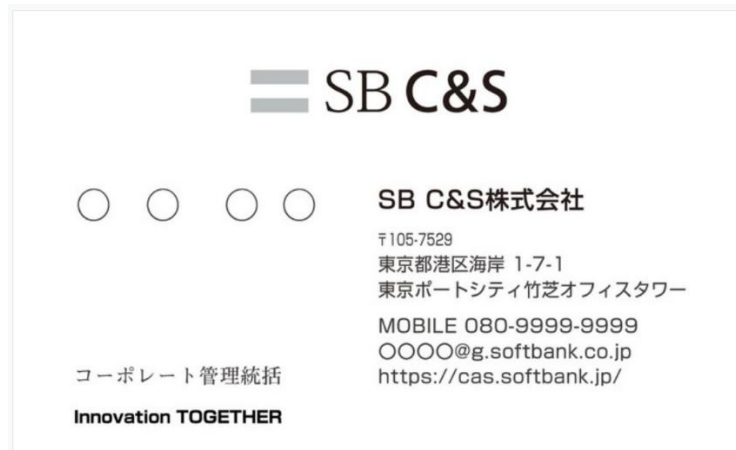 SB C&S
○ ○ ○ ○
コーポレート管理統括
Innovation TOGETHER
SB C&S株式会社
〒105-7529
東京都港区海岸 1-7-1
東京ポートシティ竹芝オフィスタワー
MOBILE 080-9999-9999
○○○○@g.softbank.co.jp
https://cas.softbank.jp/